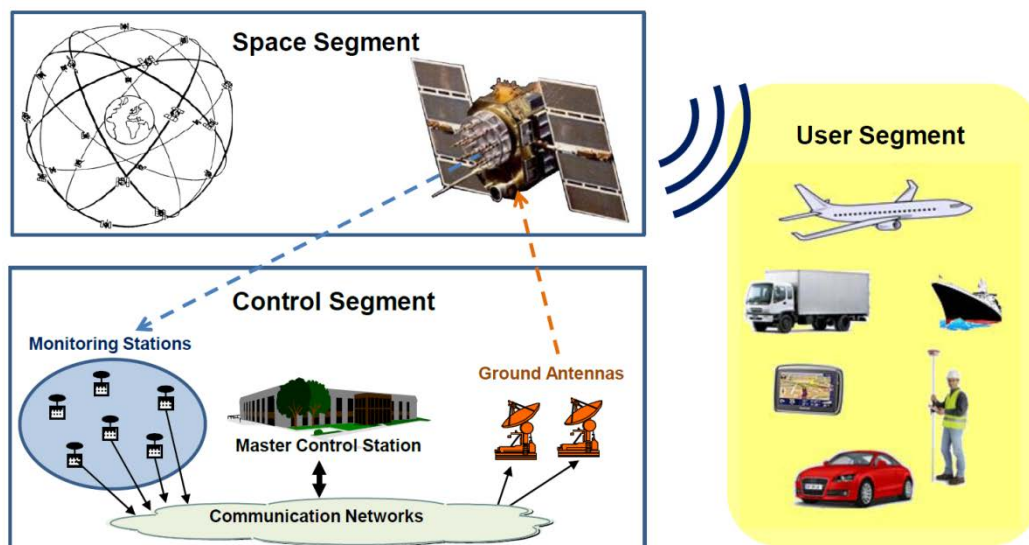 Space Segment
User Segment
Control Segment
Monitoring Stations
Ground Antennas
Master Control Station
Communication Networks